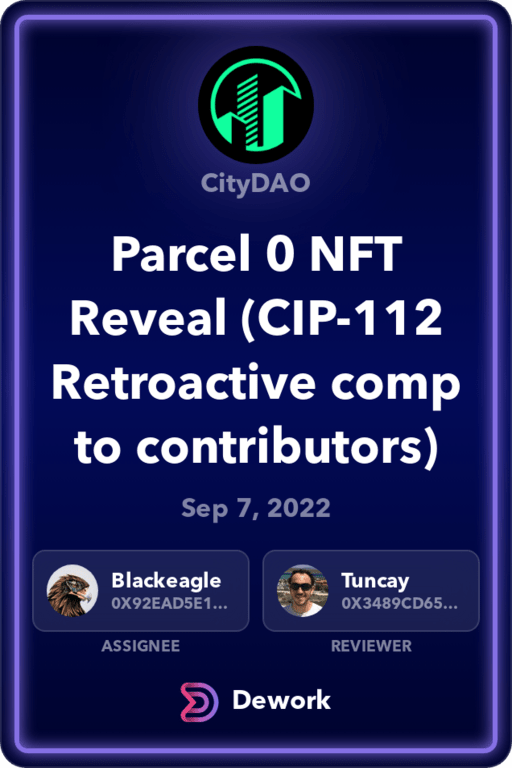 CityDAO
Parcel 0 NFT
Reveal (CIP-112
Retroactive comp
to contributors)
Sep 7, 2022
Blackeagle
0X92EAD5E1...
Tuncay
0X3489CD65...
ASSIGNEE
REVIEWER
Dework